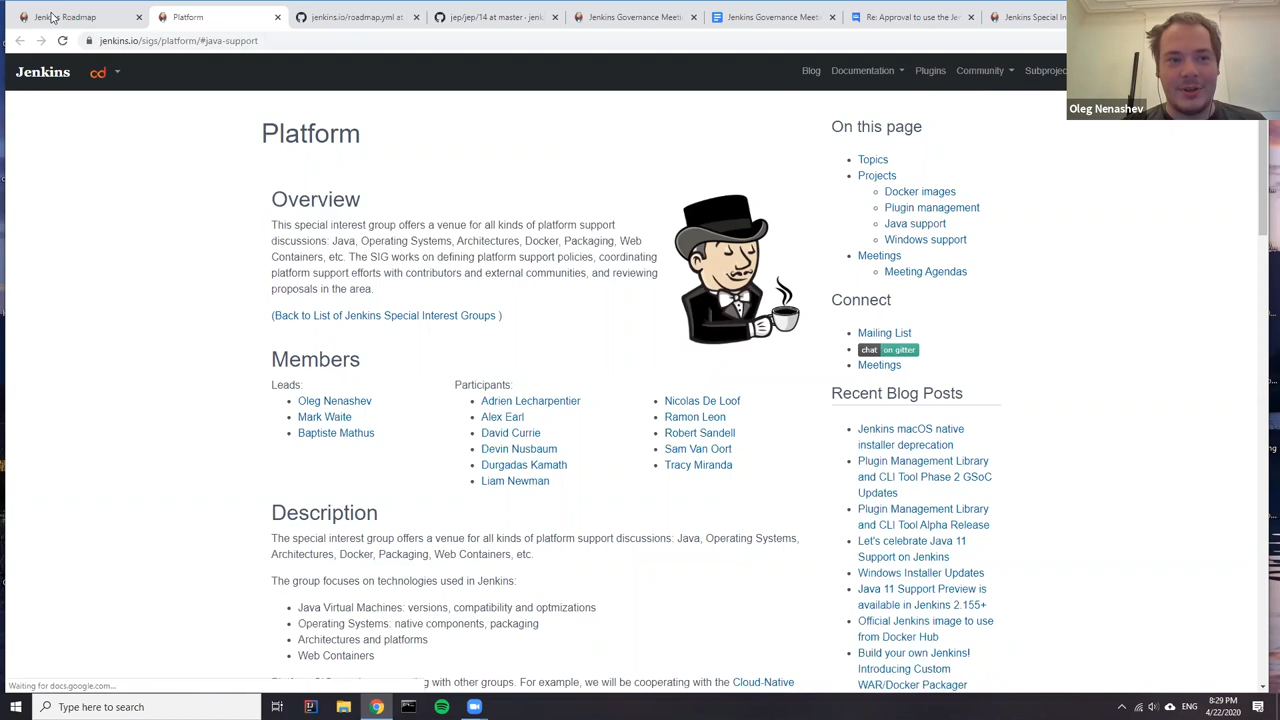 Jenkins Roadmap
Platform
jenkins.io/roadmap.yml at
jep/jep/14 at master · jenk
Jenkins Governance Meeti
Jenkins Governance Meeting
Re: Approval to use the Jen
Jenkins Special In
jenkins.io/sigs/platform/#java-support
Jenkins
cd
Blog
Documentation
Plugins
Community
Subproje
Oleg Nenashev
Platform
Overview
This special interest group offers a venue for all kinds of platform support
discussions: Java, Operating Systems, Architectures, Docker, Packaging, Web
Containers, etc. The SIG works on defining platform support policies, coordinating
platform support efforts with contributors and external communities, and reviewing
proposals in the area.
(Back to List of Jenkins Special Interest Groups )
Members
Leads:
Oleg Nenashev
Mark Waite
Baptiste Mathus
Participants:
Adrien Lecharpentier
Alex Earl
David Currie
Devin Nusbaum
Durgadas Kamath
Liam Newman
Nicolas De Loof
Ramon Leon
Robert Sandell
Sam Van Oort
Tracy Miranda
Description
The special interest group offers a venue for all kinds of platform support discussions: Java, Operating Systems,
Architectures, Docker, Packaging, Web Containers, etc.
The group focuses on technologies used in Jenkins:
Java Virtual Machines: versions, compatibility and optmizations
Operating Systems: native components, packaging
Architectures and platforms
Web Containers
ng with other groups. For example, we will be cooperating with the Cloud-Native
On this page
Topics
Projects
Docker images
Plugin management
Java support
Windows support
Meetings
Meeting Agendas
Connect
Mailing List
chat on gitter
Meetings
Recent Blog Posts
Jenkins macOS native
installer deprecation
Plugin Management Library
and CLI Tool Phase 2 GSoC
Updates
Plugin Management Library
and CLI Tool Alpha Release
Let's celebrate Java 11
Support on Jenkins
Windows Installer Updates
Java 11 Support Preview is
available in Jenkins 2.155+
Official Jenkins image to use
from Docker Hub
Build your own Jenkins!
Introducing Custom
WAR/Docker Packager
Waiting for docs.google.com...
Type here to search
ENG
8:29 PM
4/22/2020